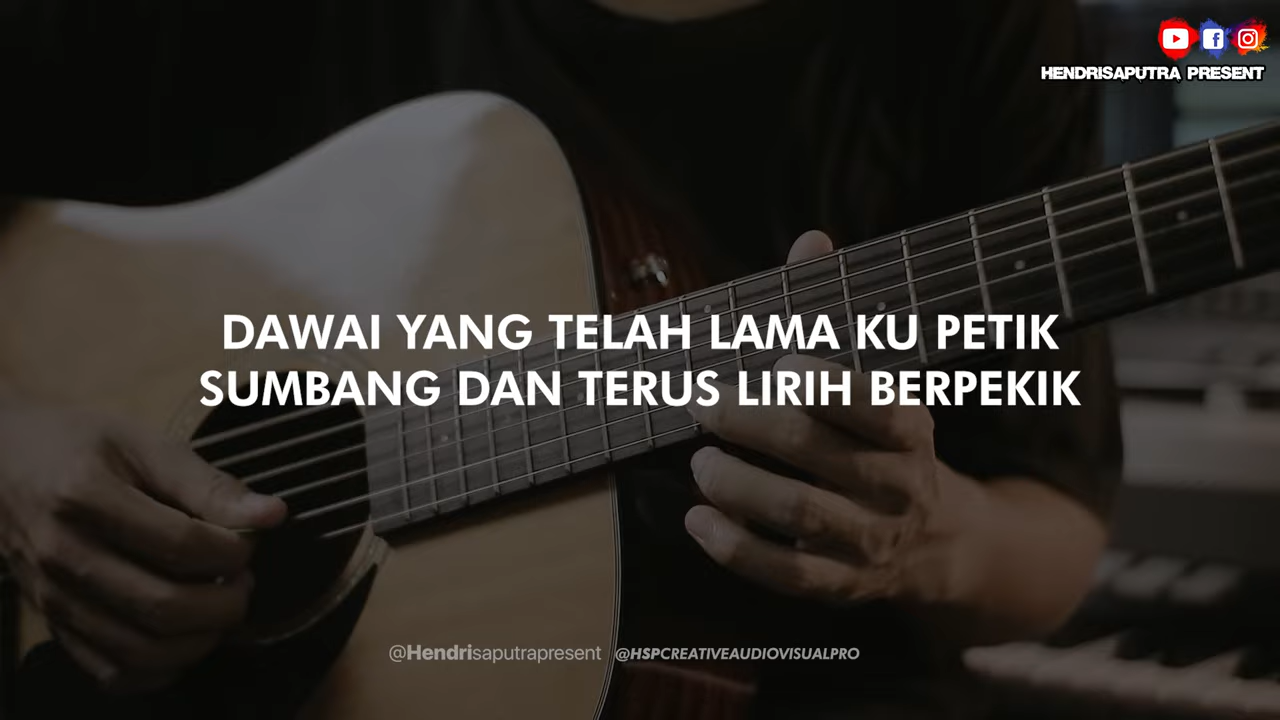 HENDRISAPUTRA PRESENT
DAWAI YANG TELAH LAMA KU PETIK
SUMBANG DAN TERUS LIRIH BERPEKIK
@Hendrisaputrapresent @HSPCREATIVEAUDIOVISUALPRO